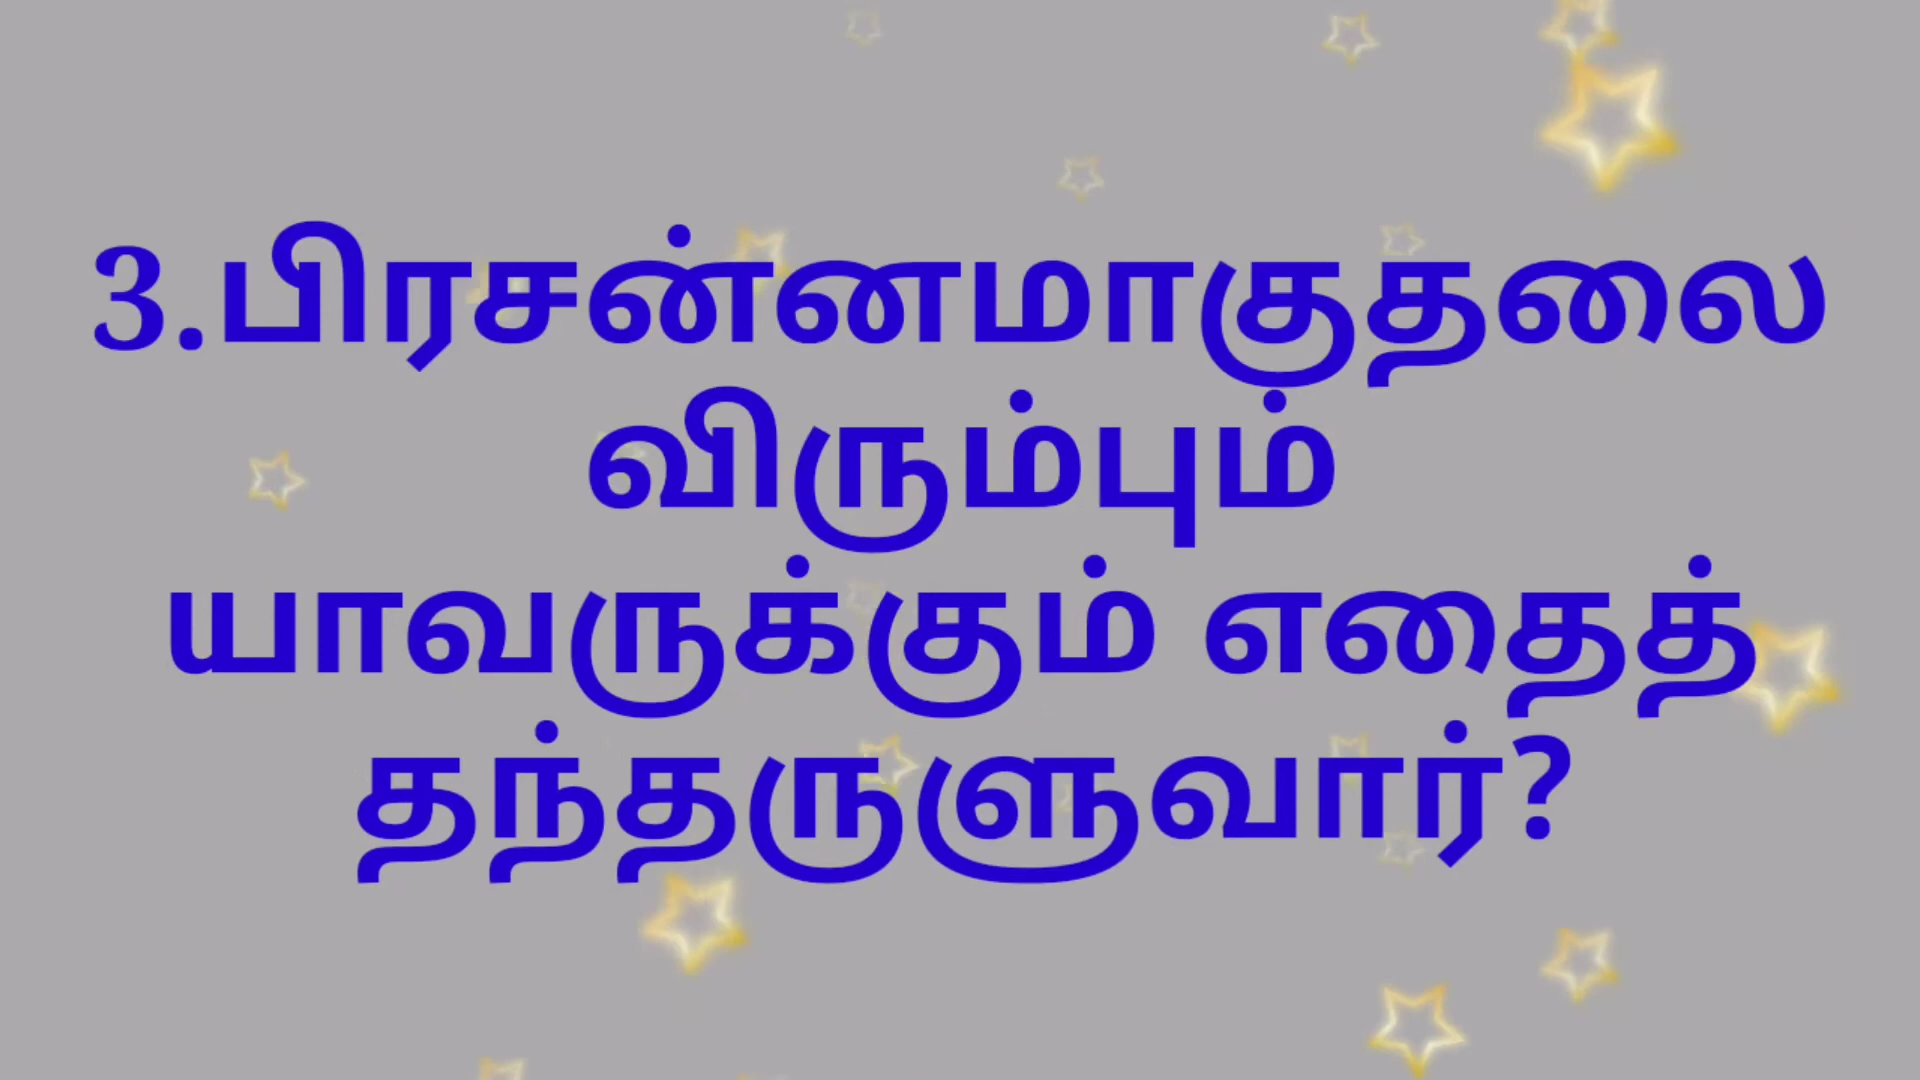 3.பிரசன்னமாகுதலை
விரும்பும்
யாவருக்கும் எதைத்
தந்தருளுவார்?